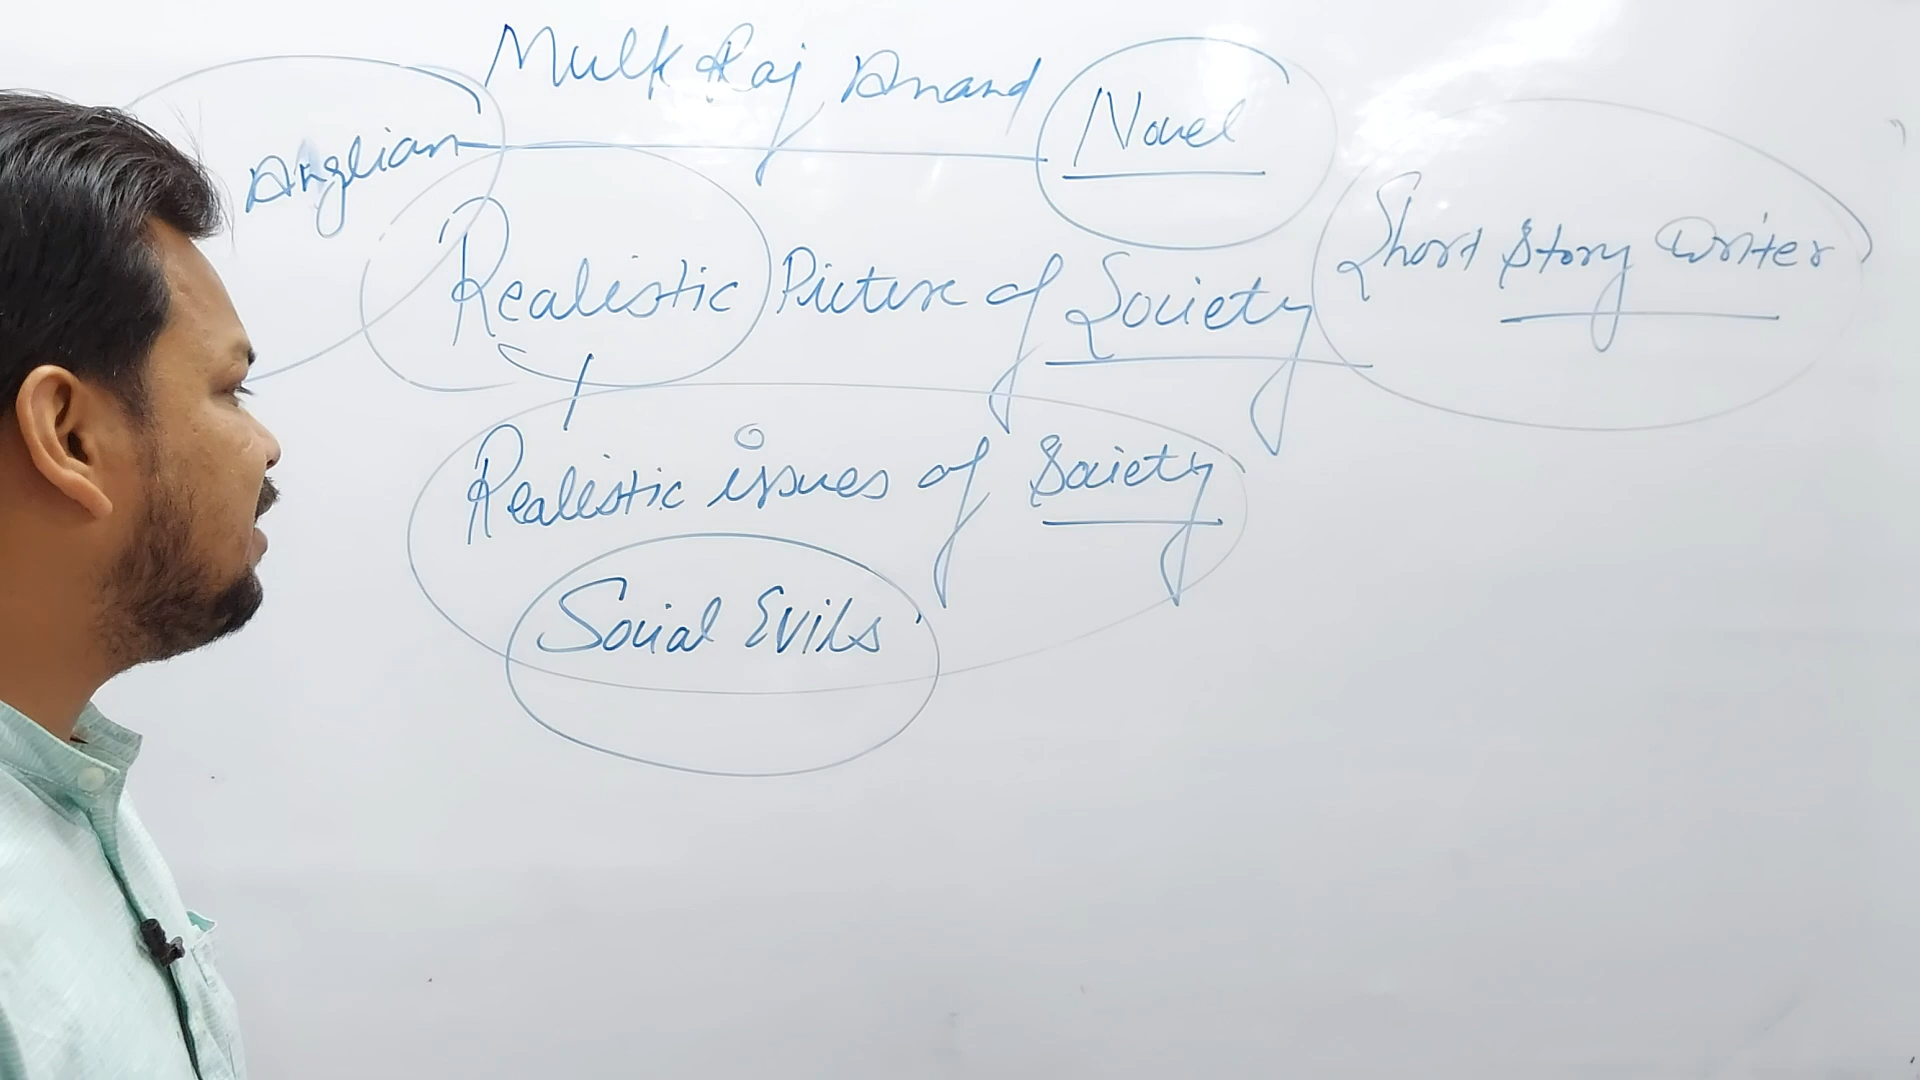 Mulk Raj Anand
Anglian Novel
Short Story Writer
Realistic Picture of Society
Realistic issues of Society
Social Evils